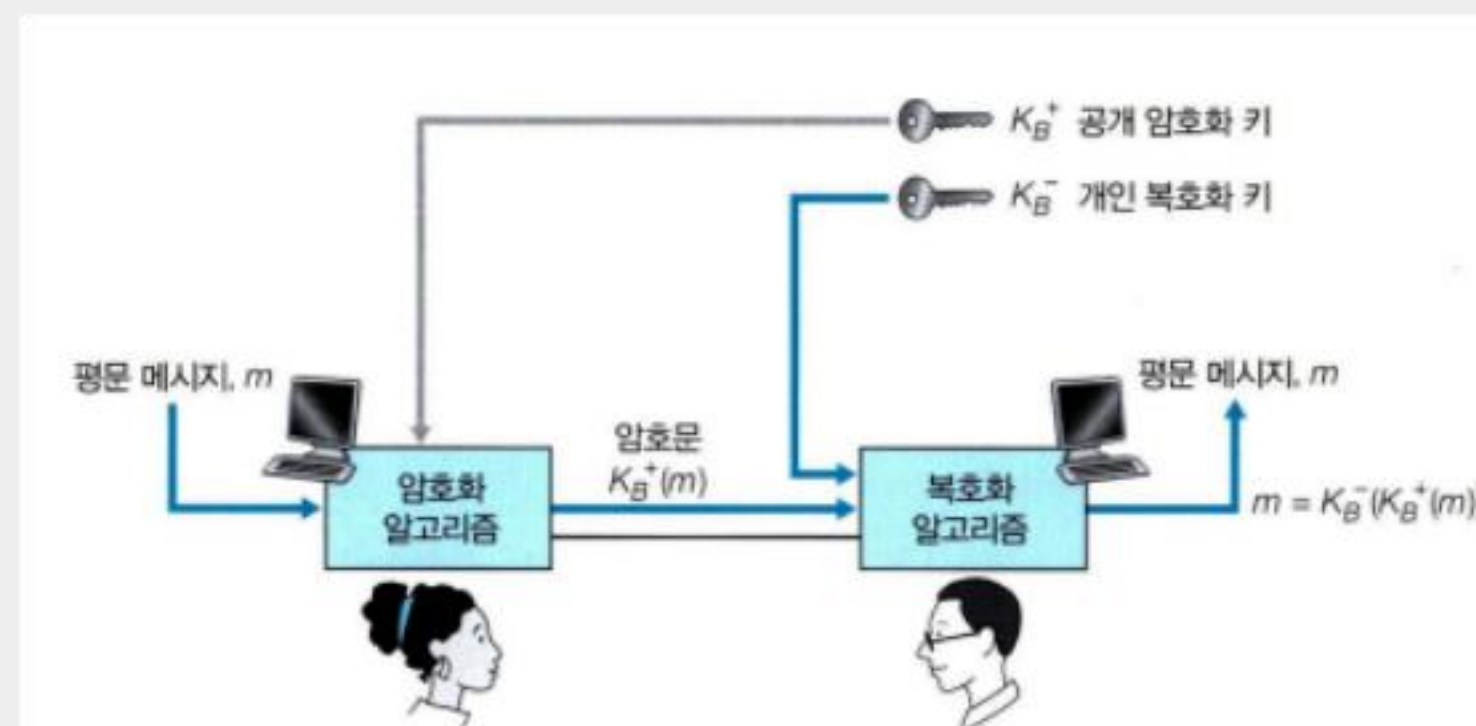 K_B^+ 공개 암호화 키
K_B^- 개인 복호화 키
평문 메시지, m
평문 메시지, m
암호문
K_B^+(m)
암호화
알고리즘
복호화
알고리즘
m = K_B^-(K_B^+(m)